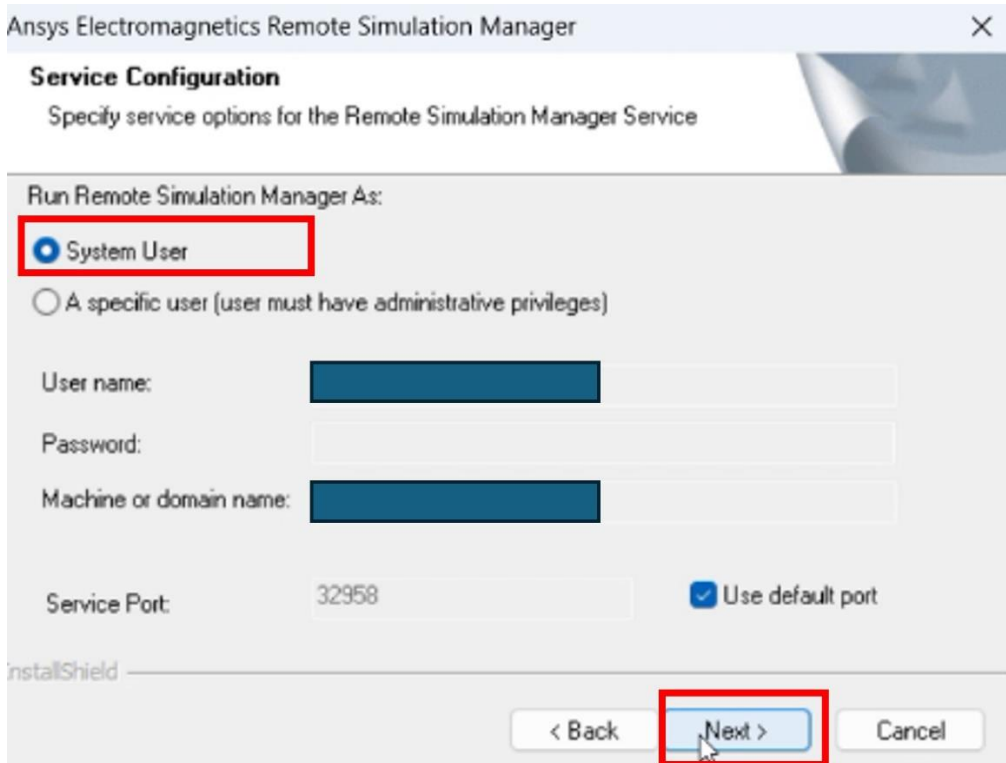 Ansys Electromagnetics Remote Simulation Manager
Service Configuration
Specify service options for the Remote Simulation Manager Service
Run Remote Simulation Manager As:
System User
A specific user (user must have administrative privileges)
User name:
Password:
Machine or domain name:
Service Port: 32958 Use default port
InstallShield
< Back Next > Cancel